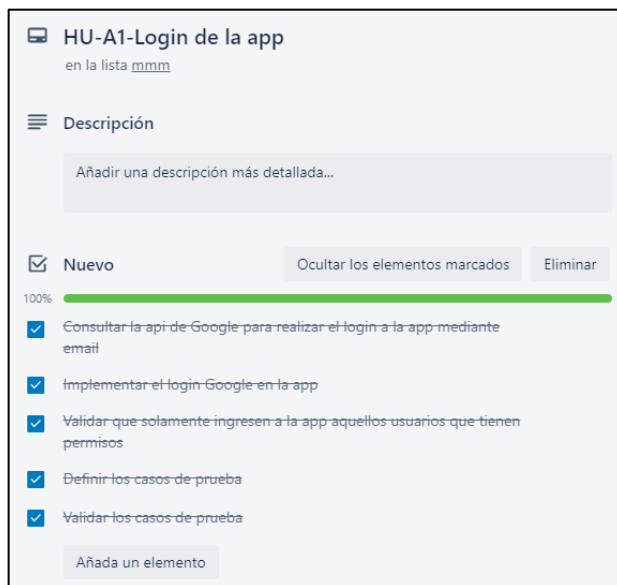 HU-A1-Login de la app
en la lista mmm
Descripción
Añadir una descripción más detallada...
Nuevo
Ocultar los elementos marcados
Eliminar
100%
Consultar la api de Google para realizar el login a la app mediante
email
Implementar el login Google en la app
Validar que solamente ingresen a la app aquellos usuarios que tienen
permisos
Definir los casos de prueba
Validar los casos de prueba
Añada un elemento